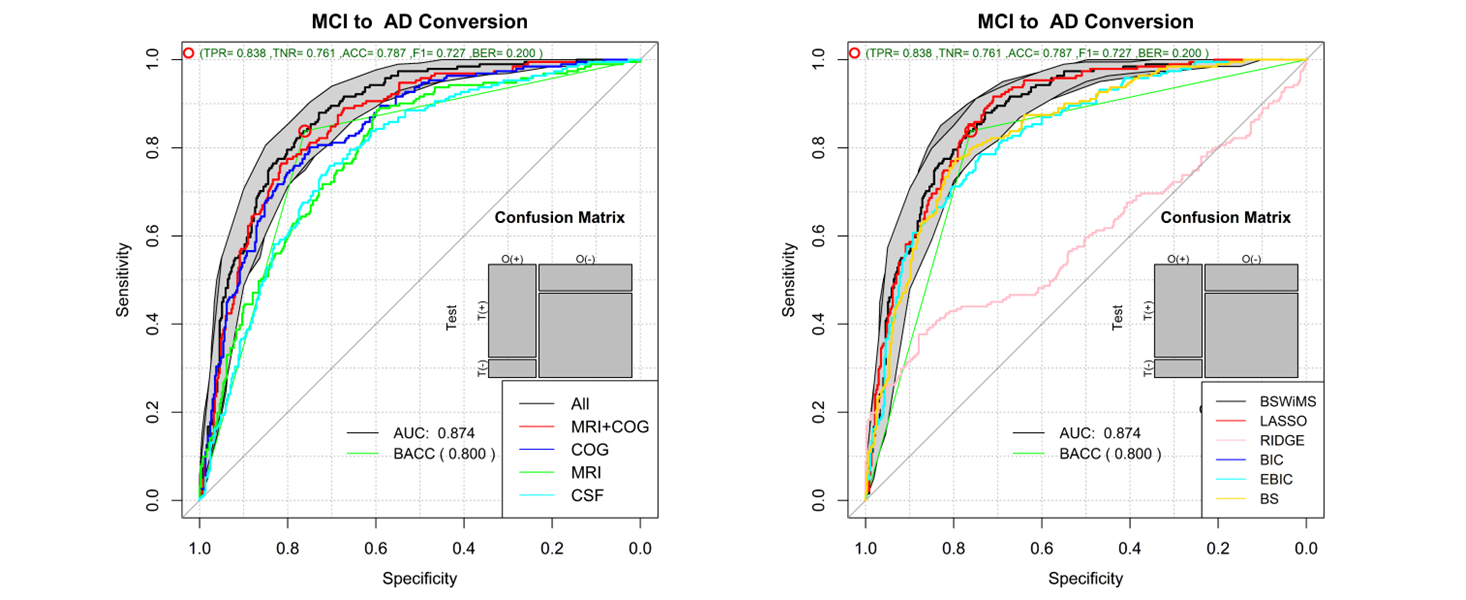 MCI to  AD Conversion
(TPR= 0.838 ,TNR= 0.761 ,ACC= 0.787 ,F1= 0.727 ,BER= 0.200 )
Sensitivity
1.0
0.8
0.6
0.4
0.2
0.0
Confusion Matrix
O(+)
O(-)
Test
T(+)
T(-)
AUC:  0.874
BACC ( 0.800 )
All
MRI+COG
COG
MRI
CSF
1.0 0.8 0.6 0.4 0.2 0.0
Specificity
MCI to  AD Conversion
(TPR= 0.838 ,TNR= 0.761 ,ACC= 0.787 ,F1= 0.727 ,BER= 0.200 )
Sensitivity
1.0
0.8
0.6
0.4
0.2
0.0
Confusion Matrix
O(+)
O(-)
Test
T(+)
T(-)
AUC:  0.874
BACC ( 0.800 )
BSWiMS
LASSO
RIDGE
BIC
EBIC
BS
1.0 0.8 0.6 0.4 0.2 0.0
Specificity